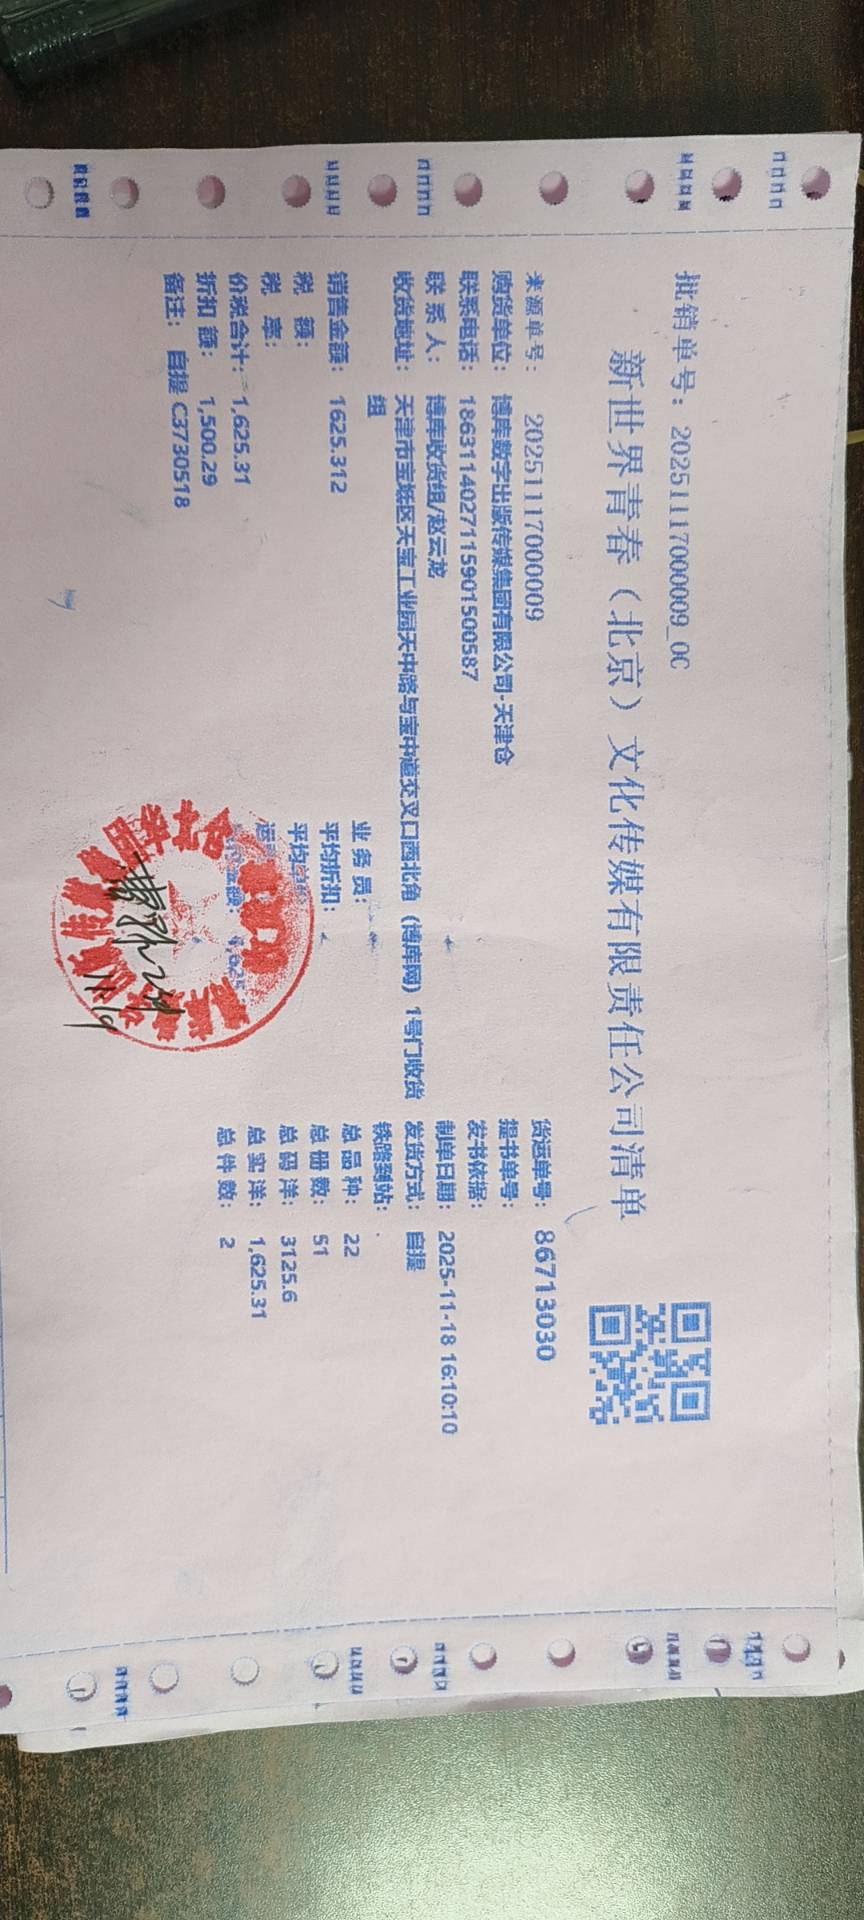 批销单号：20251117000009_0C
新世界青春（北京）文化传媒有限责任公司清单
来源单号：20251117000009
货运单号：86713030
购货单位：博库数字出版传媒集团有限公司-天津仓
提书单号：
联系电话：1863114027115901500587
发书依据：
联 系 人：博库收货组/赵云龙
制单日期：2025-11-18 16:10:10
收货地址：天津市宝坻区天宝工业园天中路与宝中道交叉口西北角（博库网）1号门收货
组
发货方式：自提
铁路到站：
销售金额：1625.312
业 务 员：
总 品 种：22
税 额：
平均折扣：
总 册 数：51
税 率：
平均
总 码 洋：3125.6
价税合计：1,625.31
运
总 实 洋：1,625.31
折扣 额：1,500.29
总 件 数：2
备注：自提 C3730518